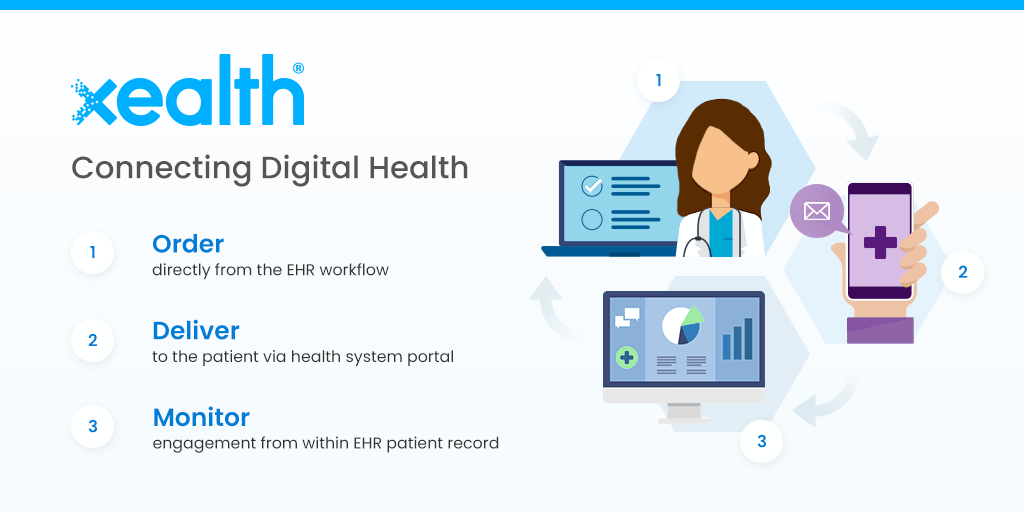 xealth®
Connecting Digital Health
1
Order
directly from the EHR workflow
2
Deliver
to the patient via health system portal
3
Monitor
engagement from within EHR patient record
1
2
3